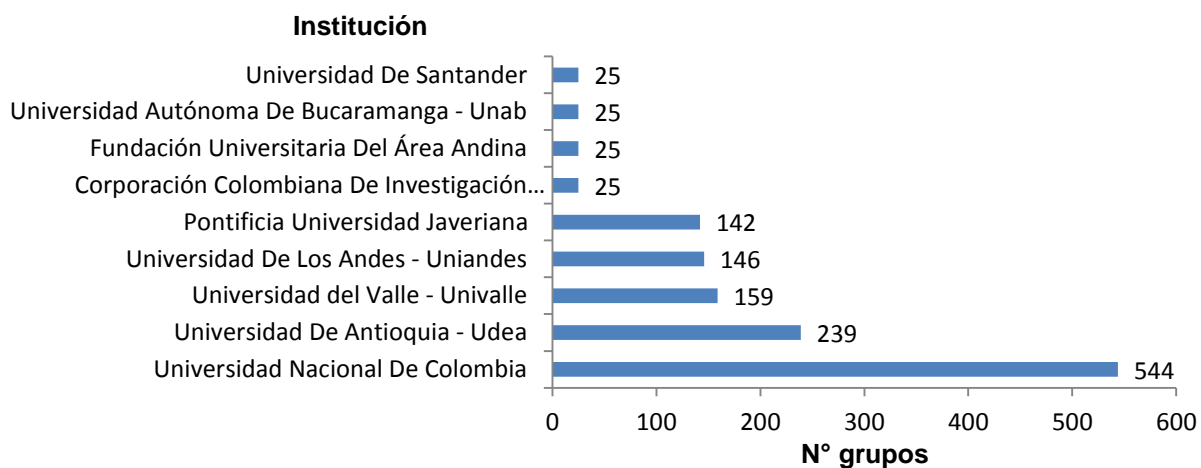 Institución
Universidad De Santander 25
Universidad Autónoma De Bucaramanga - Unab 25
Fundación Universitaria Del Área Andina 25
Corporación Colombiana De Investigación... 25
Pontificia Universidad Javeriana 142
Universidad De Los Andes - Uniandes 146
Universidad del Valle - Univalle 159
Universidad De Antioquia - Udea 239
Universidad Nacional De Colombia 544
0 100 200 300 400 500 600
N° grupos